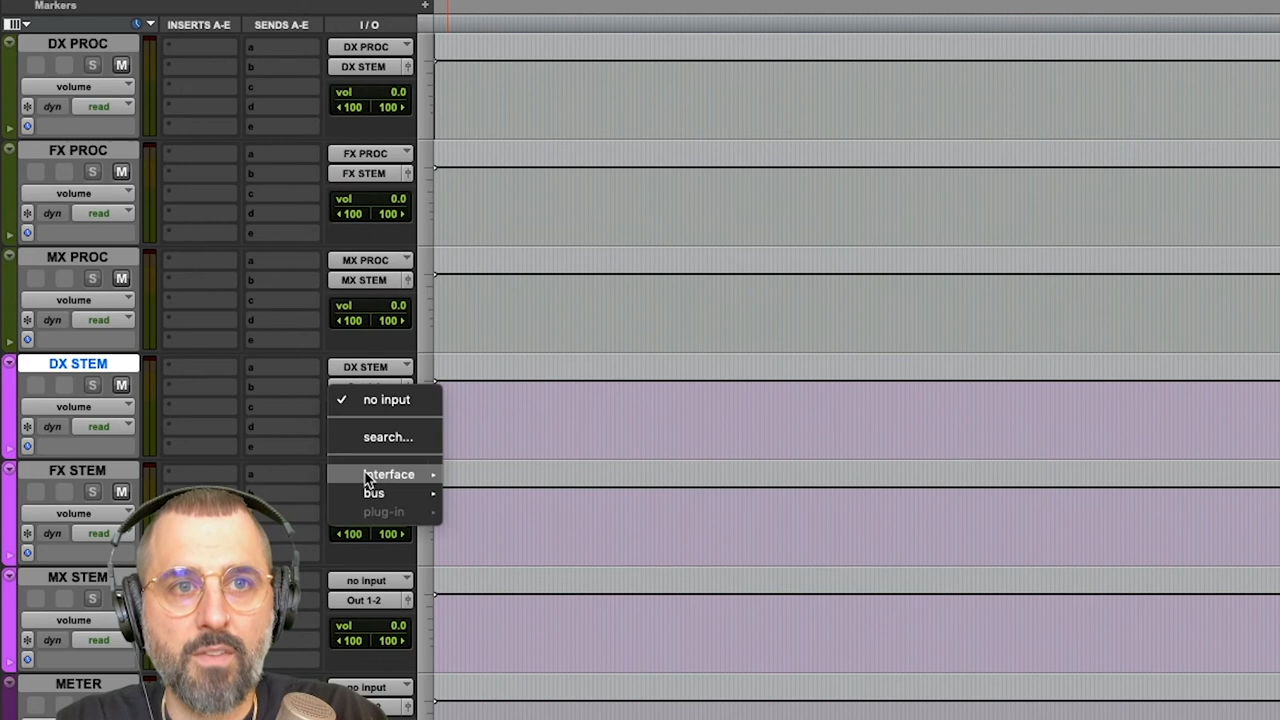 Markers
INSERTS A-E SENDS A-E I / O
DX PROC
S M
volume
dyn read
a
b
c
d
e
DX PROC
DX STEM
vol 0.0
100 100
FX PROC
S M
volume
dyn read
a
b
c
d
e
FX PROC
FX STEM
vol 0.0
100 100
MX PROC
S M
volume
dyn read
a
b
c
d
e
MX PROC
MX STEM
vol 0.0
100 100
DX STEM
S M
volume
dyn read
a
b
c
d
e
DX STEM
no input
search...
interface
bus
plug-in
FX STEM
S M
volume
dyn read
a
100 100
MX STEM
S
volume
dyn read
no input
Out 1-2
vol 0.0
100 100
METER
no input